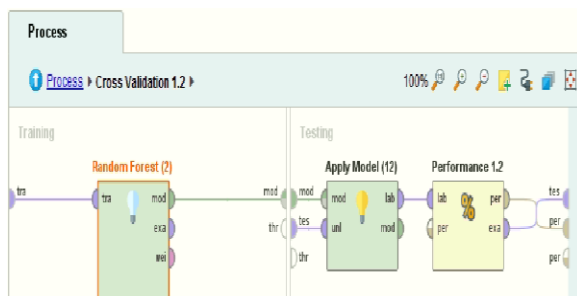 Process
Process ▸ Cross Validation 1.2 ▸
100%
Training
Testing
Random Forest (2)
Apply Model (12)
Performance 1.2
tra
tra
mod
mod
mod
lab
lab
per
tes
exa
thr
tes
unl
mod
per
exa
per
wei
thr
per